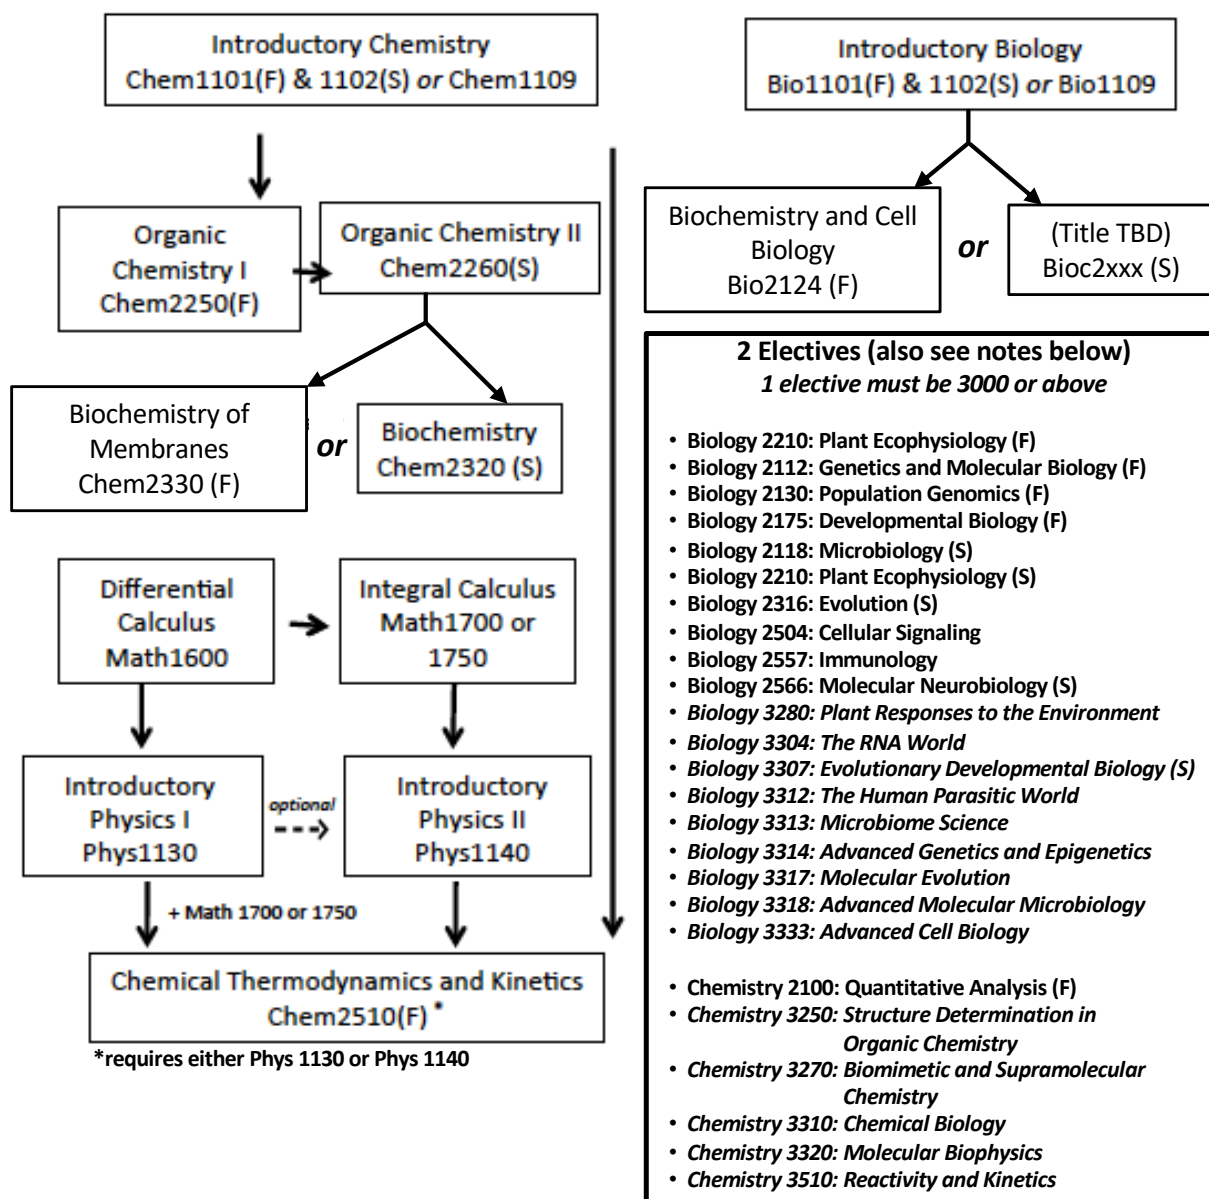 Introductory Chemistry
Chem1101(F) & 1102(S) or Chem1109
Introductory Biology
Bio1101(F) & 1102(S) or Bio1109
Organic
Chemistry I
Chem2250(F)
Organic Chemistry II
Chem2260(S)
Biochemistry and Cell
Biology
Bio2124 (F)
or
(Title TBD)
Bioc2xxx (S)
Biochemistry of
Membranes
Chem2330 (F)
or
Biochemistry
Chem2320 (S)
Differential
Calculus
Math1600
Integral Calculus
Math1700 or
1750
Introductory
Physics I
Phys1130
optional
Introductory
Physics II
Phys1140
+ Math 1700 or 1750
Chemical Thermodynamics and Kinetics
Chem2510(F) *
*requires either Phys 1130 or Phys 1140
2 Electives (also see notes below)
1 elective must be 3000 or above
• Biology 2210: Plant Ecophysiology (F)
• Biology 2112: Genetics and Molecular Biology (F)
• Biology 2130: Population Genomics (F)
• Biology 2175: Developmental Biology (F)
• Biology 2118: Microbiology (S)
• Biology 2210: Plant Ecophysiology (S)
• Biology 2316: Evolution (S)
• Biology 2504: Cellular Signaling
• Biology 2557: Immunology
• Biology 2566: Molecular Neurobiology (S)
• Biology 3280: Plant Responses to the Environment
• Biology 3304: The RNA World
• Biology 3307: Evolutionary Developmental Biology (S)
• Biology 3312: The Human Parasitic World
• Biology 3313: Microbiome Science
• Biology 3314: Advanced Genetics and Epigenetics
• Biology 3317: Molecular Evolution
• Biology 3318: Advanced Molecular Microbiology
• Biology 3333: Advanced Cell Biology
• Chemistry 2100: Quantitative Analysis (F)
• Chemistry 3250: Structure Determination in
Organic Chemistry
• Chemistry 3270: Biomimetic and Supramolecular
Chemistry
• Chemistry 3310: Chemical Biology
• Chemistry 3320: Molecular Biophysics
• Chemistry 3510: Reactivity and Kinetics